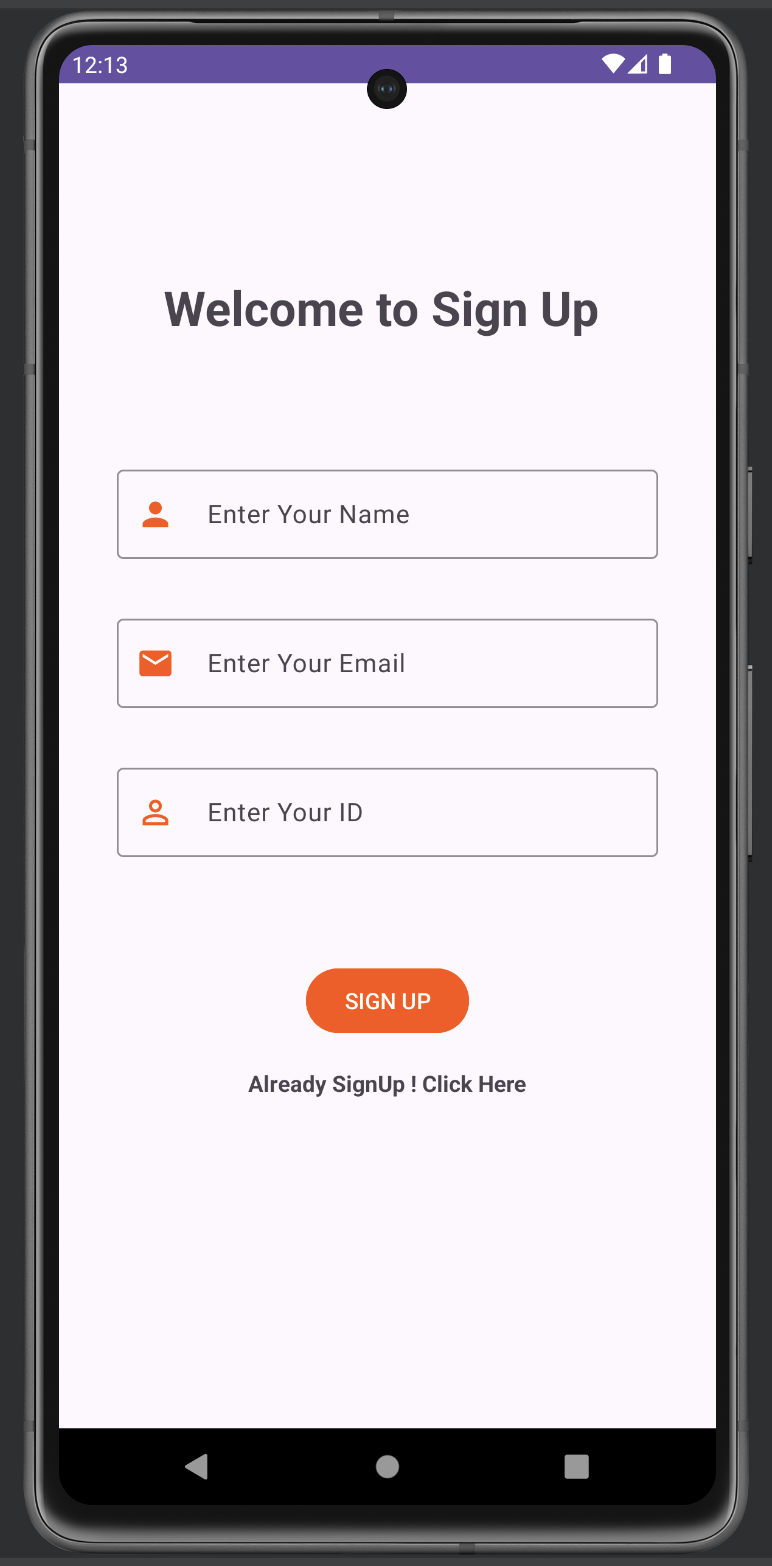 12:13
Welcome to Sign Up
Enter Your Name
Enter Your Email
Enter Your ID
SIGN UP
Already SignUp ! Click Here